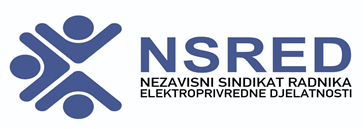 NSRED
NEZAVISNI SINDIKAT RADNIKA
ELEKTROPRIVREDNE DJELATNOSTI